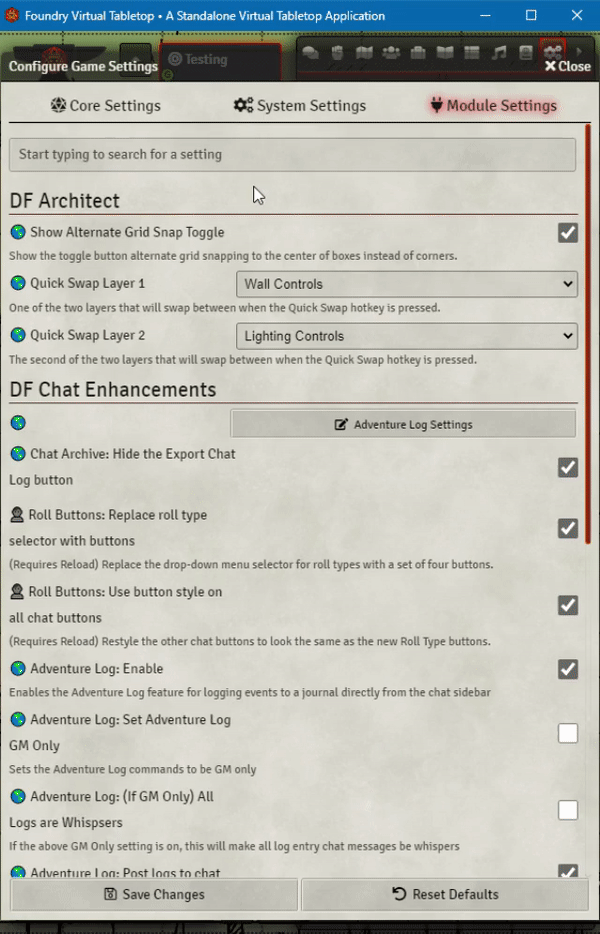 Foundry Virtual Tabletop • A Standalone Virtual Tabletop Application
Testing
G
Configure Game Settings
Close
Core Settings
System Settings
Module Settings
Start typing to search for a setting
DF Architect
Show Alternate Grid Snap Toggle
Show the toggle button alternate grid snapping to the center of boxes instead of corners.
Quick Swap Layer 1
Wall Controls
One of the two layers that will swap between when the Quick Swap hotkey is pressed.
Quick Swap Layer 2
Lighting Controls
The second of the two layers that will swap between when the Quick Swap hotkey is pressed.
DF Chat Enhancements
Adventure Log Settings
Chat Archive: Hide the Export Chat
Log button
Roll Buttons: Replace roll type
selector with buttons
(Requires Reload) Replace the drop-down menu selector for roll types with a set of four buttons.
Roll Buttons: Use button style on
all chat buttons
(Requires Reload) Restyle the other chat buttons to look the same as the new Roll Type buttons.
Adventure Log: Enable
Enables the Adventure Log feature for logging events to a journal directly from the chat sidebar
Adventure Log: Set Adventure Log
GM Only
Sets the Adventure Log commands to be GM only
Adventure Log: (If GM Only) All
Logs are Whispsers
If the above GM Only setting is on, this will make all log entry chat messages be whispers
Adventure Log: Post logs to chat
Save Changes
Reset Defaults